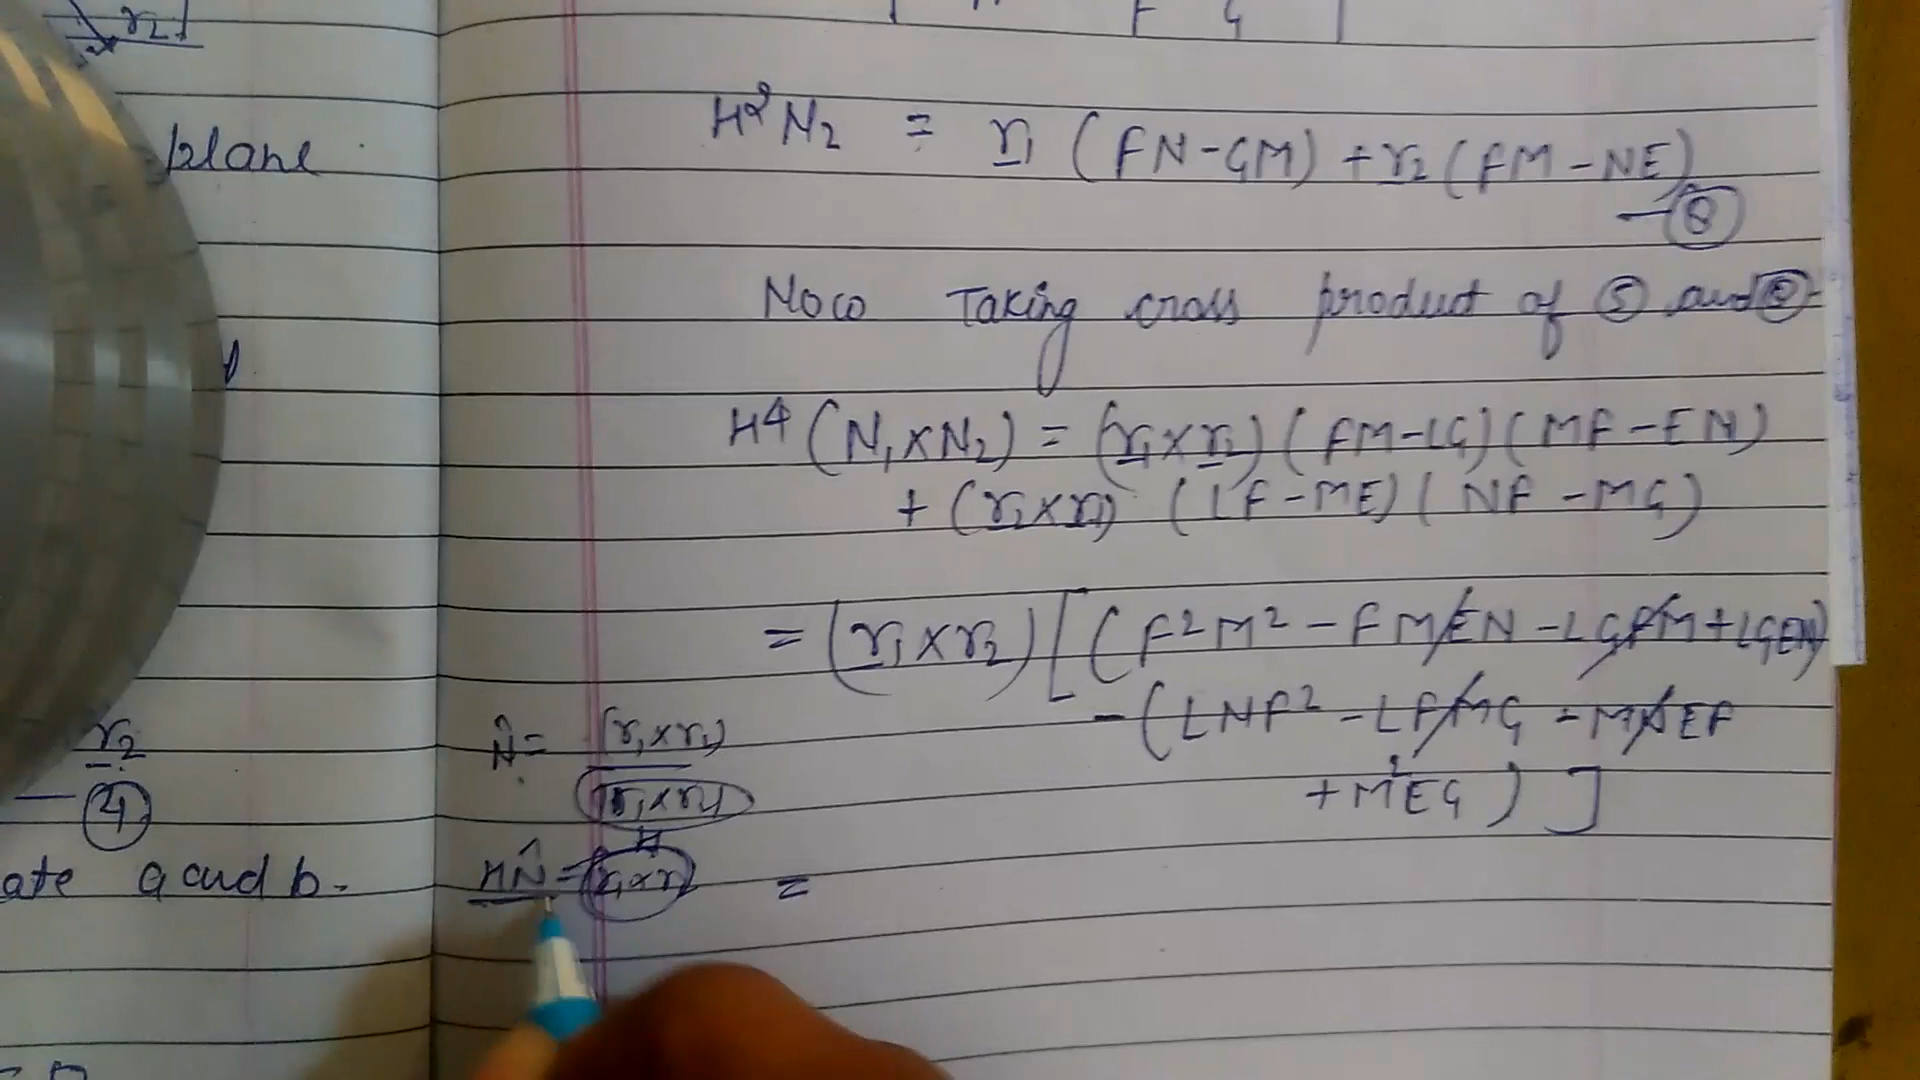 r₂
plane
r₂
— ④
ate a and b.
F G
H²N₂ = r₁ (FN-GM) + r₂ (FM - NE)
— ⑧
Now Taking cross product of ⑤ and
H⁴ (N₁ × N₂) = (r₁ × r₂) (FM-LG) (MF - EN)
+ (r₂ × r₁) (LF - ME) (NF - MG)
= (r₁ × r₂) [ (F²M² - FMEN - LGFM + LGEN)
- (LNF² - LFMG - MNEF
+ M²EG ) ]
N̂ = (r₁ × r₂)
|r₁ × r₂|
H
HN̂ = (r₁ × r₂) =